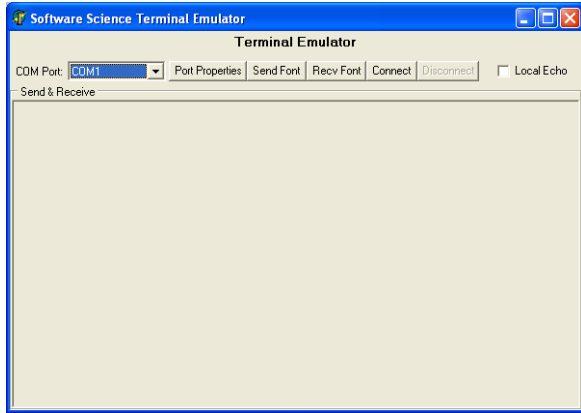 Software Science Terminal Emulator
Terminal Emulator
COM Port: COM1 Port Properties Send Font Recv Font Connect Disconnect Local Echo
Send & Receive